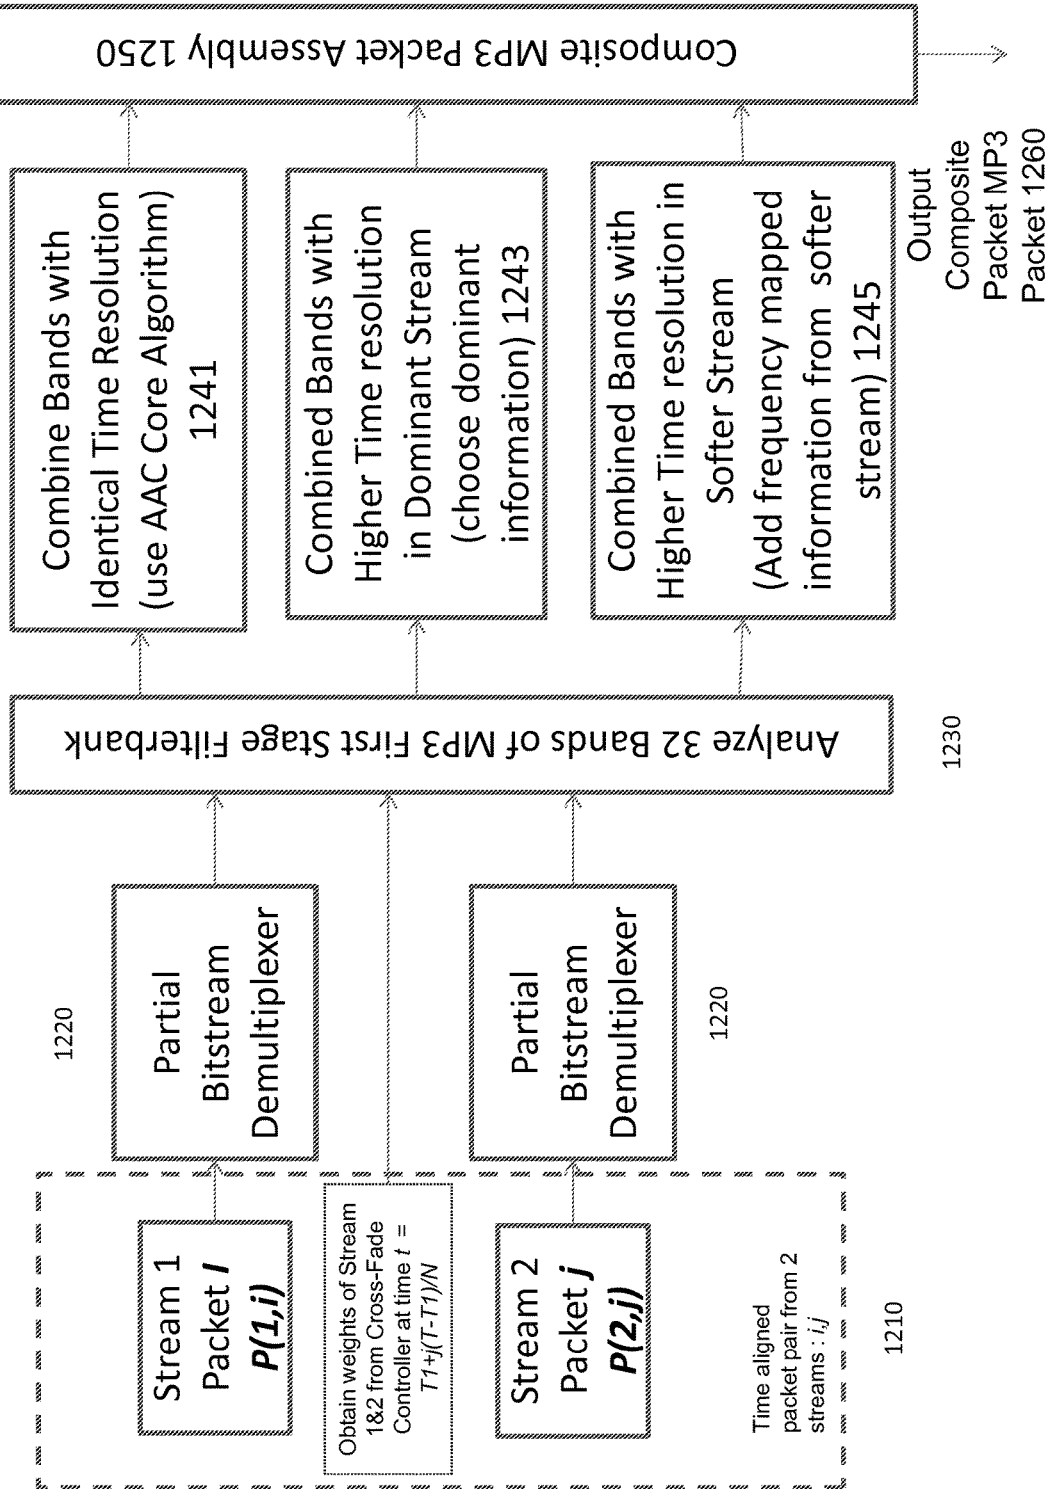 Stream 1
Packet I
P(1,i)
Obtain weights of Stream
1&2 from Cross-Fade
Controller at time t =
T1+j(T-T1)/N
Stream 2
Packet j
P(2,j)
Time aligned
packet pair from 2
streams : i,j
1210
1220
Partial
Bitstream
Demultiplexer
Partial
Bitstream
Demultiplexer
1220
Analyze 32 Bands of MP3 First Stage Filterbank
1230
Combine Bands with
Identical Time Resolution
(use AAC Core Algorithm)
1241
Combined Bands with
Higher Time resolution
in Dominant Stream
(choose dominant
information) 1243
Combined Bands with
Higher Time resolution in
Softer Stream
(Add frequency mapped
information from softer
stream) 1245
Composite MP3 Packet Assembly 1250
Output
Composite
Packet MP3
Packet 1260